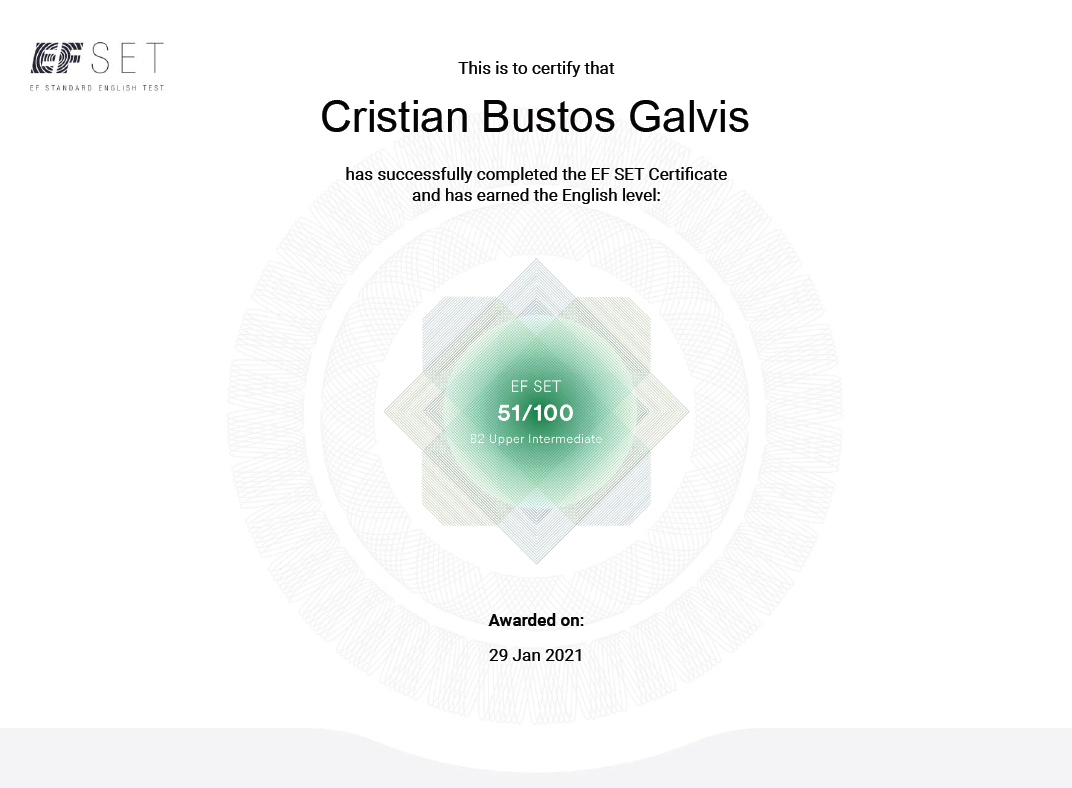 EF SET
EF STANDARD ENGLISH TEST
This is to certify that
Cristian Bustos Galvis
has successfully completed the EF SET Certificate
and has earned the English level:
EF SET
51/100
B2 Upper Intermediate
Awarded on:
29 Jan 2021